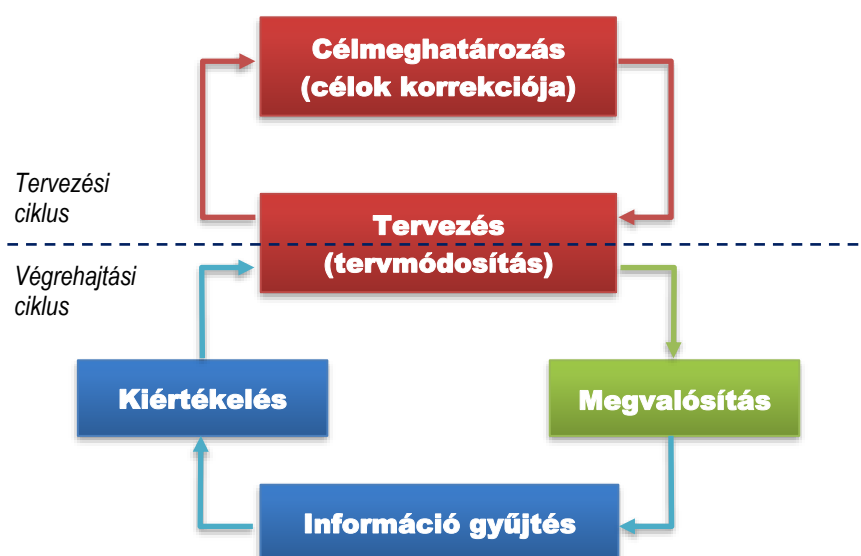 Célmeghatározás
(célok korrekciója)
Tervezési
ciklus
Tervezés
(tervmódosítás)
Végrehajtási
ciklus
Kiértékelés
Megvalósítás
Információ gyűjtés